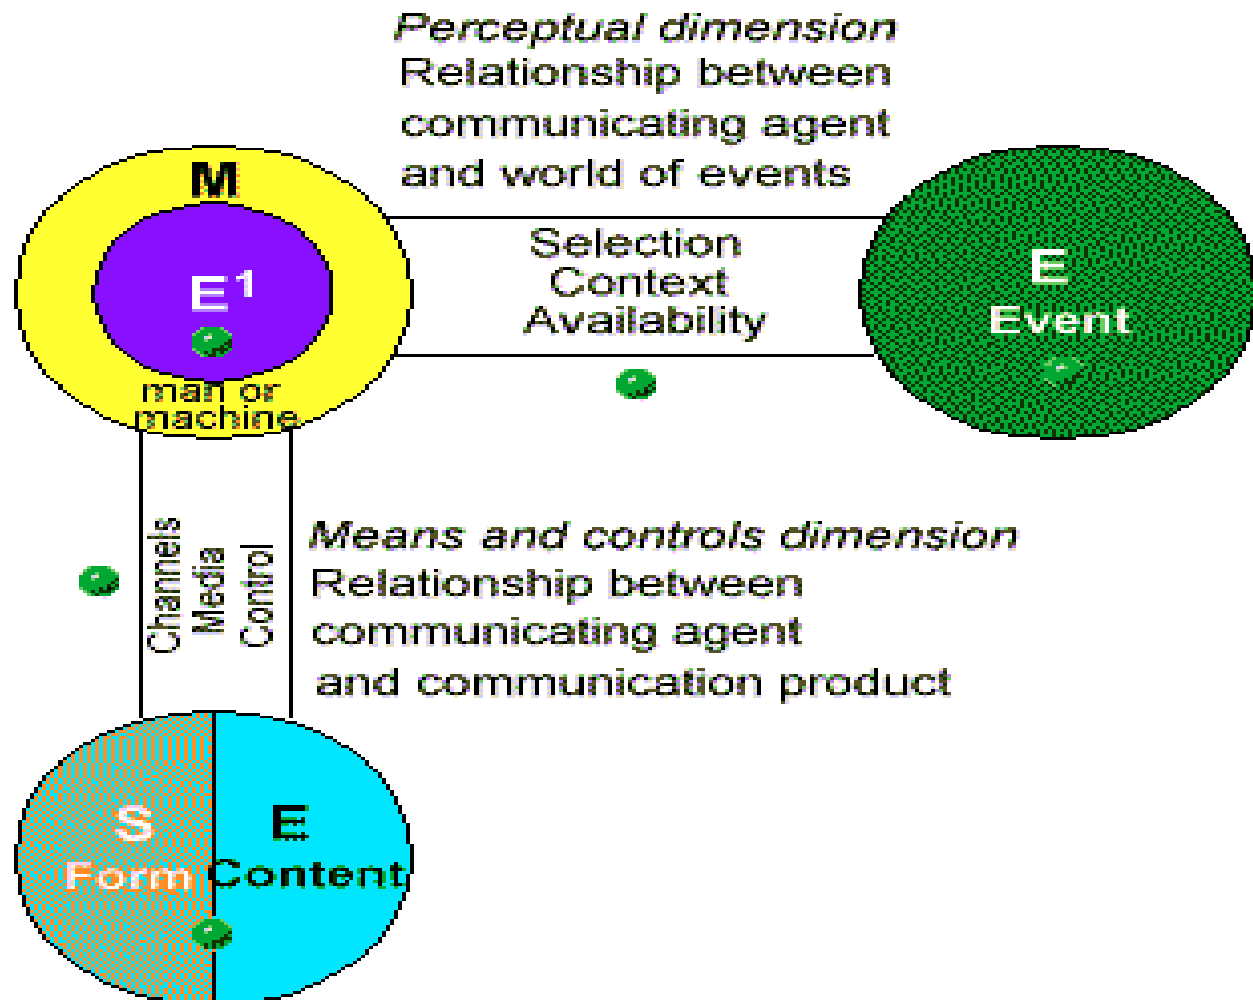 Perceptual dimension
Relationship between
communicating agent
and world of events
M
E¹
man or
machine
Selection
Context
Availability
E
Event
Channels
Media
Control
Means and controls dimension
Relationship between
communicating agent
and communication product
S
Form
E
Content